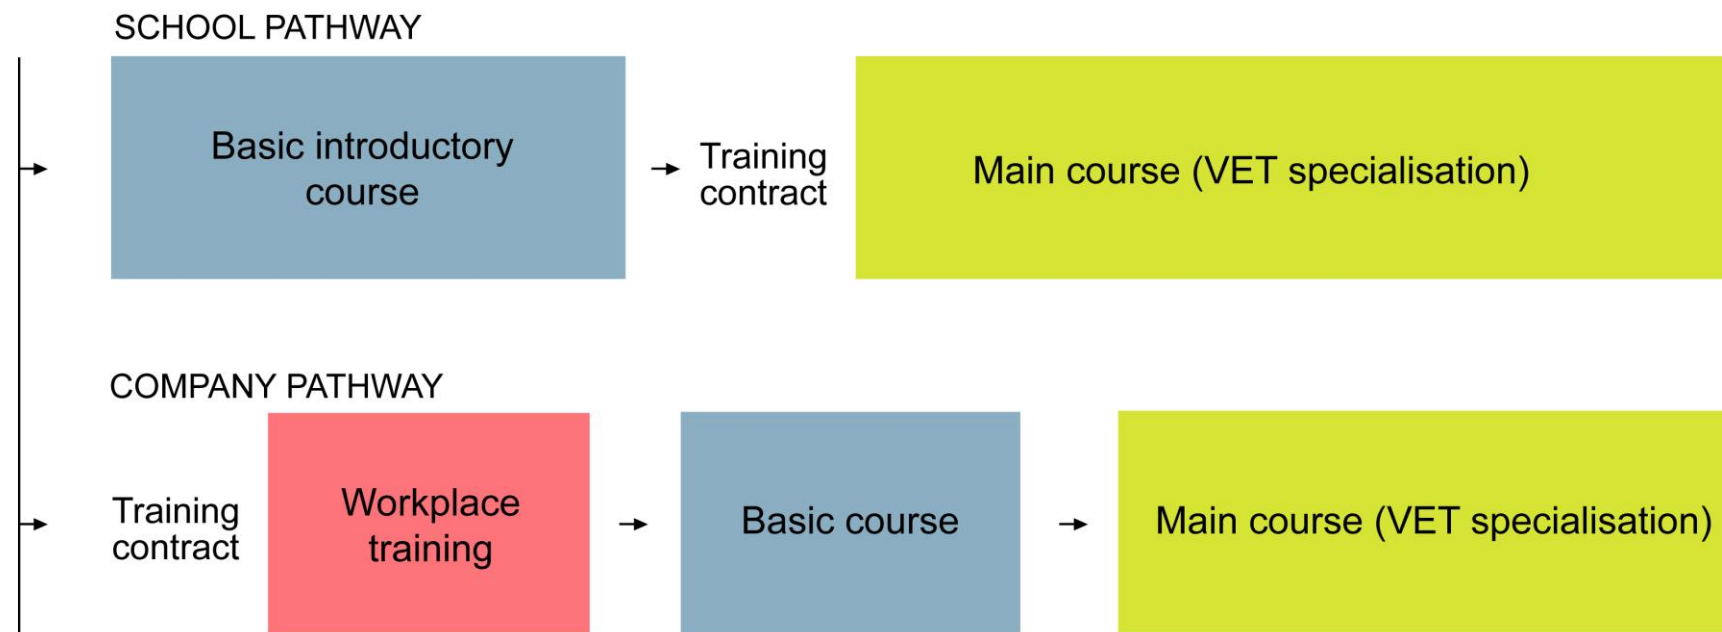 SCHOOL PATHWAY
Basic introductory
course
Training
contract
Main course (VET specialisation)
COMPANY PATHWAY
Training
contract
Workplace
training
Basic course
Main course (VET specialisation)